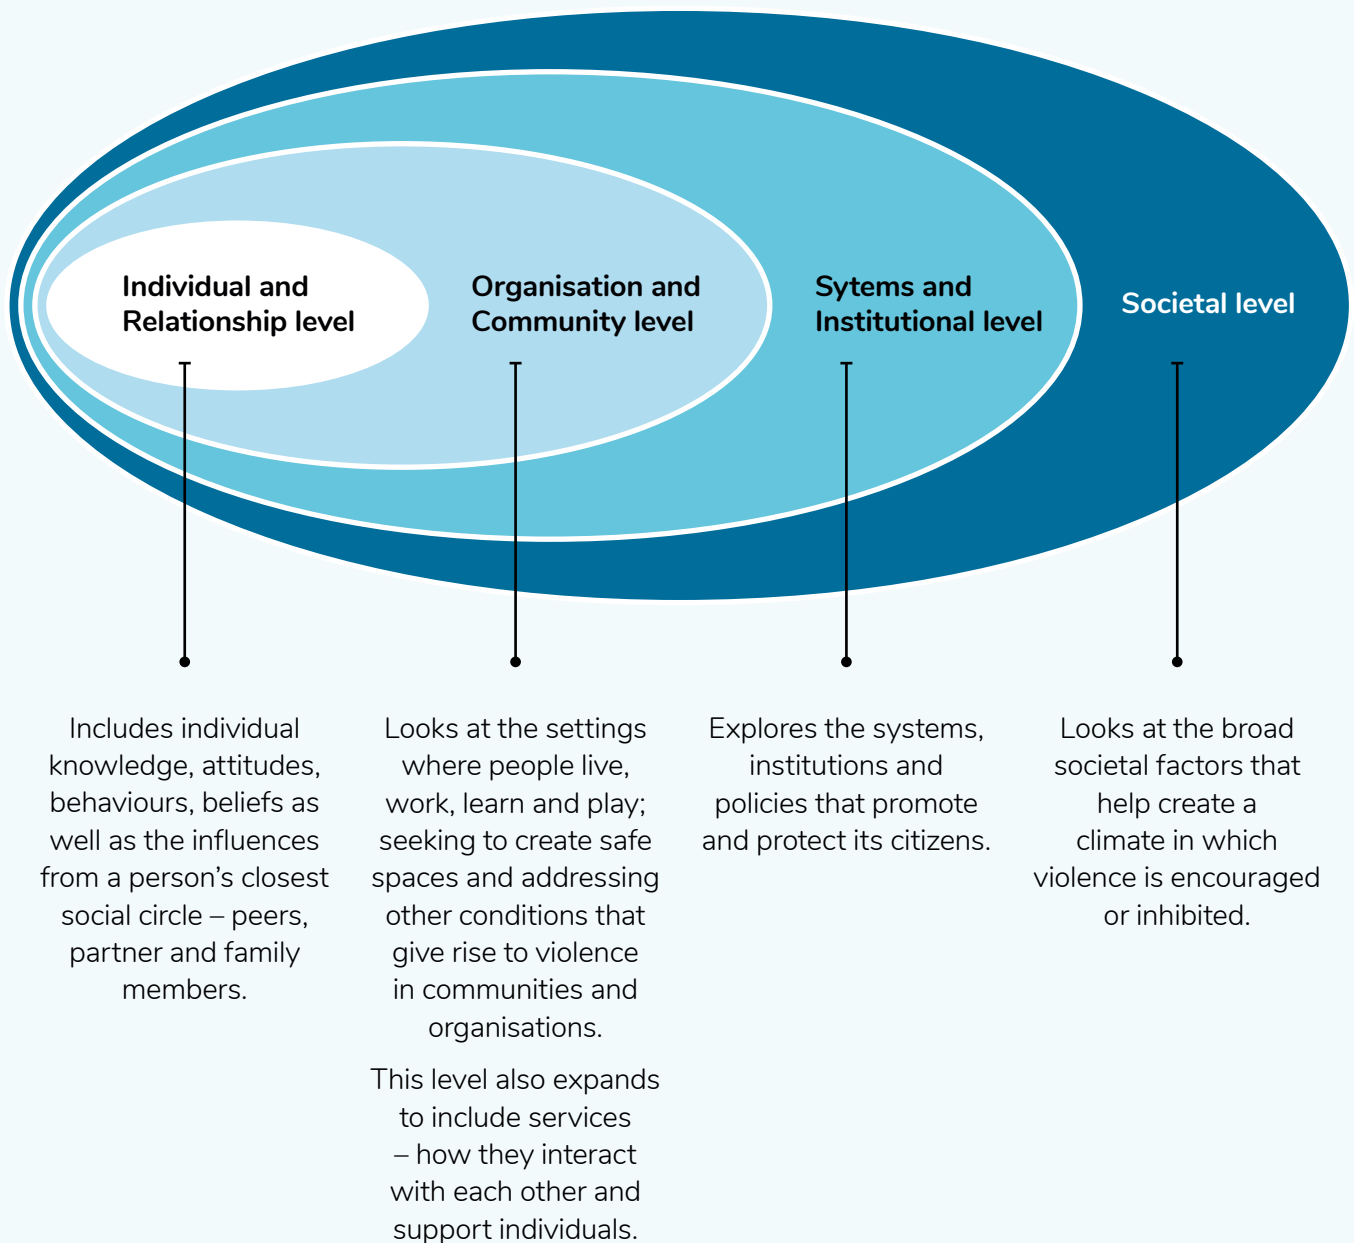 Individual and
Relationship level
Organisation and
Community level
Sytems and
Institutional level
Societal level
Includes individual
knowledge, attitudes,
behaviours, beliefs as
well as the influences
from a person’s closest
social circle – peers,
partner and family
members.
Looks at the settings
where people live,
work, learn and play;
seeking to create safe
spaces and addressing
other conditions that
give rise to violence
in communities and
organisations.
This level also expands
to include services
– how they interact
with each other and
support individuals.
Explores the systems,
institutions and
policies that promote
and protect its citizens.
Looks at the broad
societal factors that
help create a
climate in which
violence is encouraged
or inhibited.